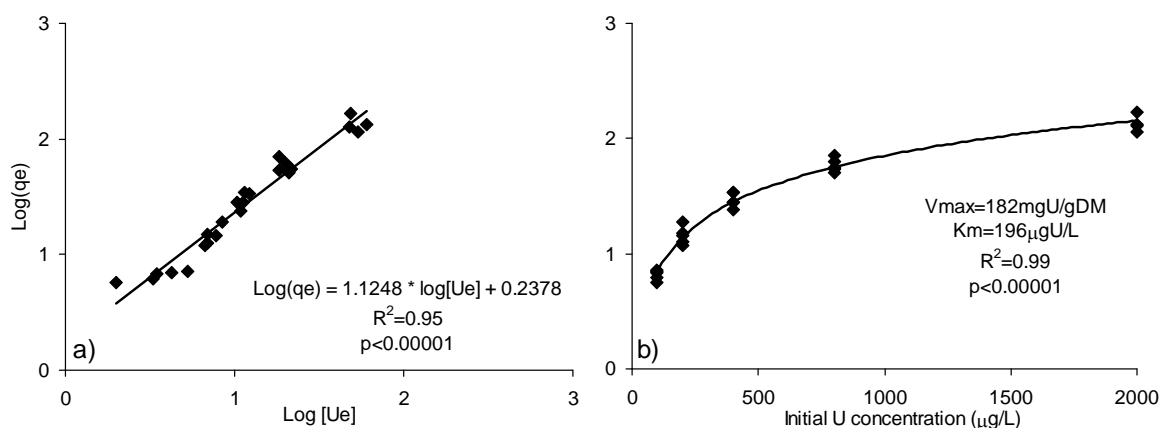 3
2
1
0
Log(qe)
0
1
2
3
Log [Ue]
Log(qe) = 1.1248 * log[Ue] + 0.2378
R²=0.95
p<0.00001
a)
3
2
1
0
0
500
1000
1500
2000
Initial U concentration (µg/L)
Vmax=182mgU/gDM
Km=196µgU/L
R²=0.99
p<0.00001
b)